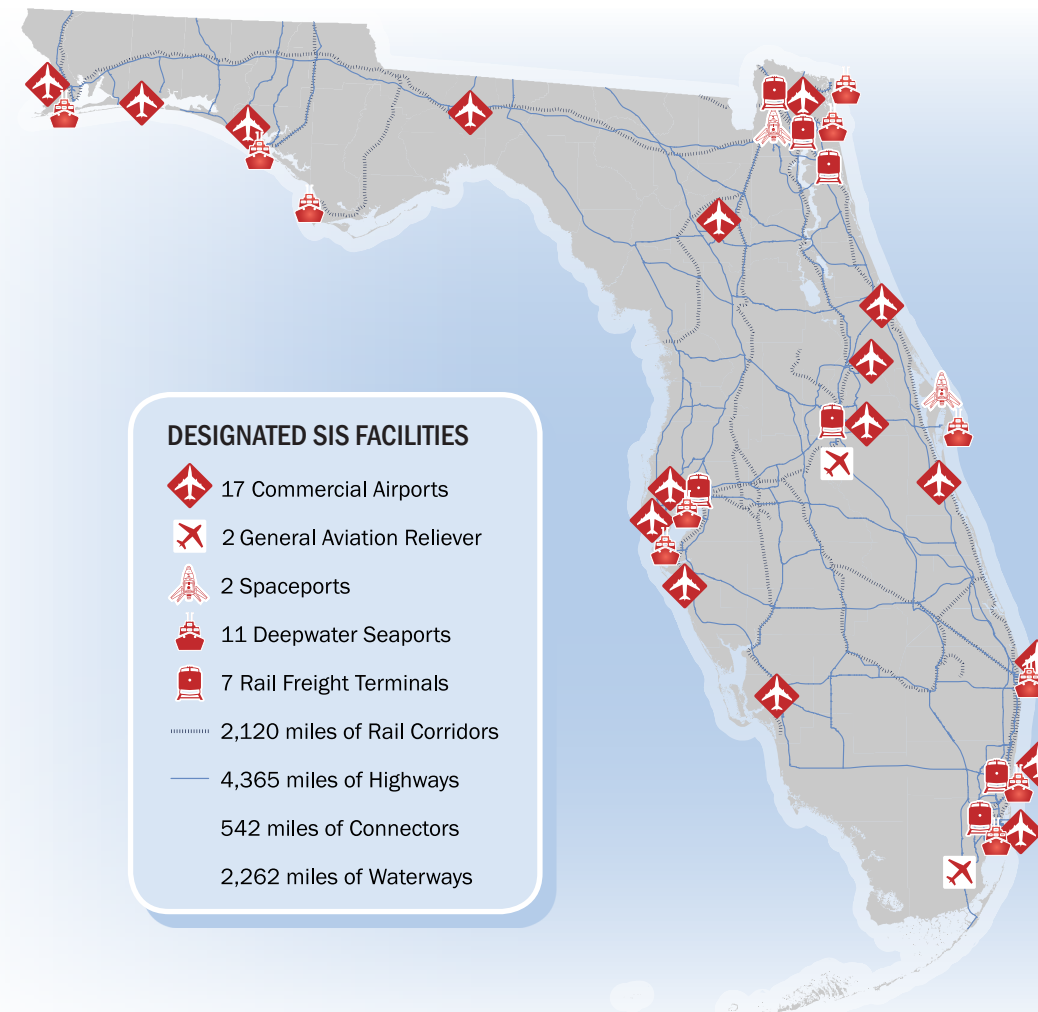 DESIGNATED SIS FACILITIES
17 Commercial Airports
2 General Aviation Reliever
2 Spaceports
11 Deepwater Seaports
7 Rail Freight Terminals
2,120 miles of Rail Corridors
4,365 miles of Highways
542 miles of Connectors
2,262 miles of Waterways